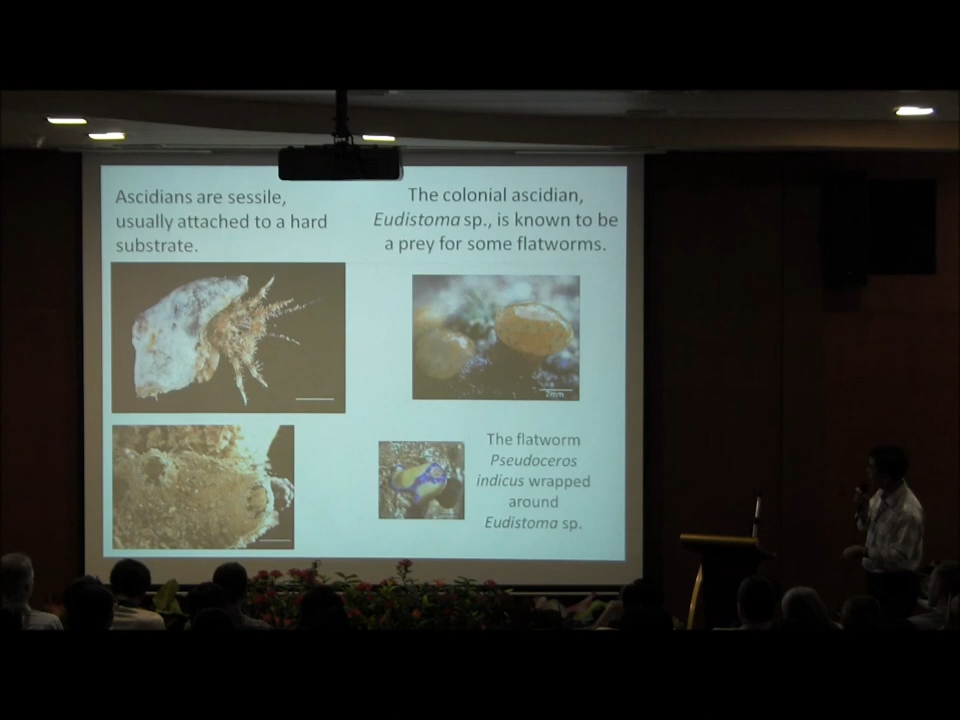 Ascidians are sessile,
usually attached to a hard
substrate.
The colonial ascidian,
Eudistoma sp., is known to be
a prey for some flatworms.
2mm
The flatworm
Pseudoceros
indicus wrapped
around
Eudistoma sp.